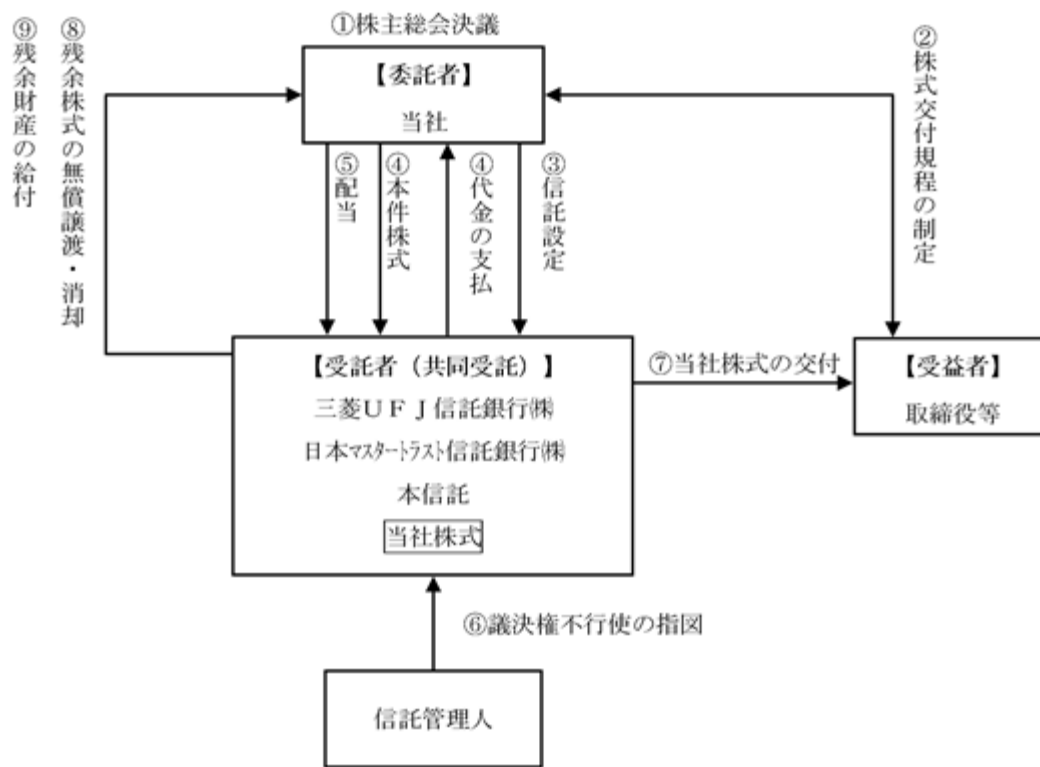 ⑨残余財産の給付
⑧残余株式の無償譲渡・消却
①株主総会決議
【委託者】
当社
②株式交付規程の制定
⑤配当
④本件株式
④代金の支払
③信託設定
【受託者（共同受託）】
三菱ＵＦＪ信託銀行㈱
日本ﾏｽﾀｰﾄﾗｽﾄ信託銀行㈱
本信託
当社株式
⑦当社株式の交付
【受益者】
取締役等
⑥議決権不行使の指図
信託管理人